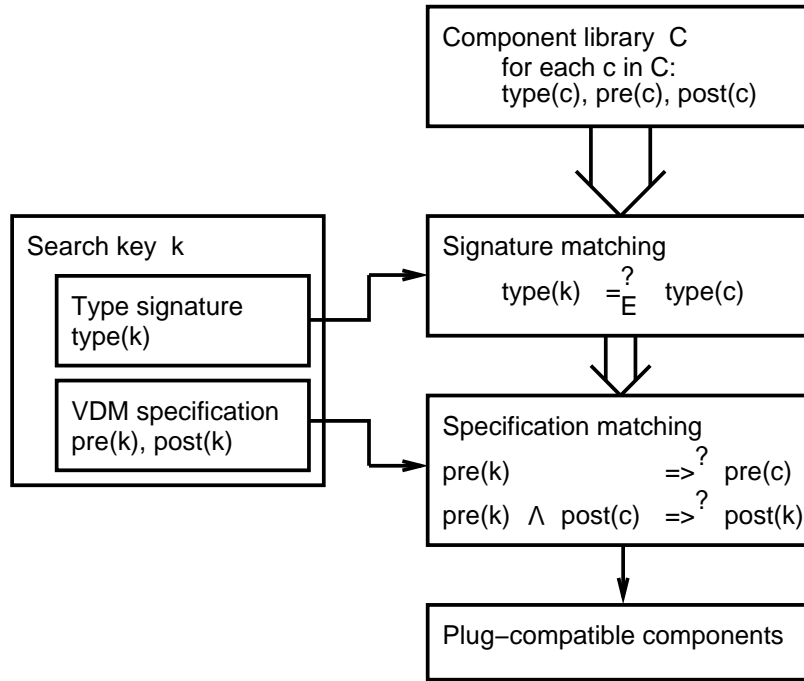 Component library C
for each c in C:
type(c), pre(c), post(c)
Search key k
Type signature
type(k)
VDM specification
pre(k), post(k)
Signature matching
type(k) =?E type(c)
Specification matching
pre(k) =>? pre(c)
pre(k) Λ post(c) =>? post(k)
Plug−compatible components